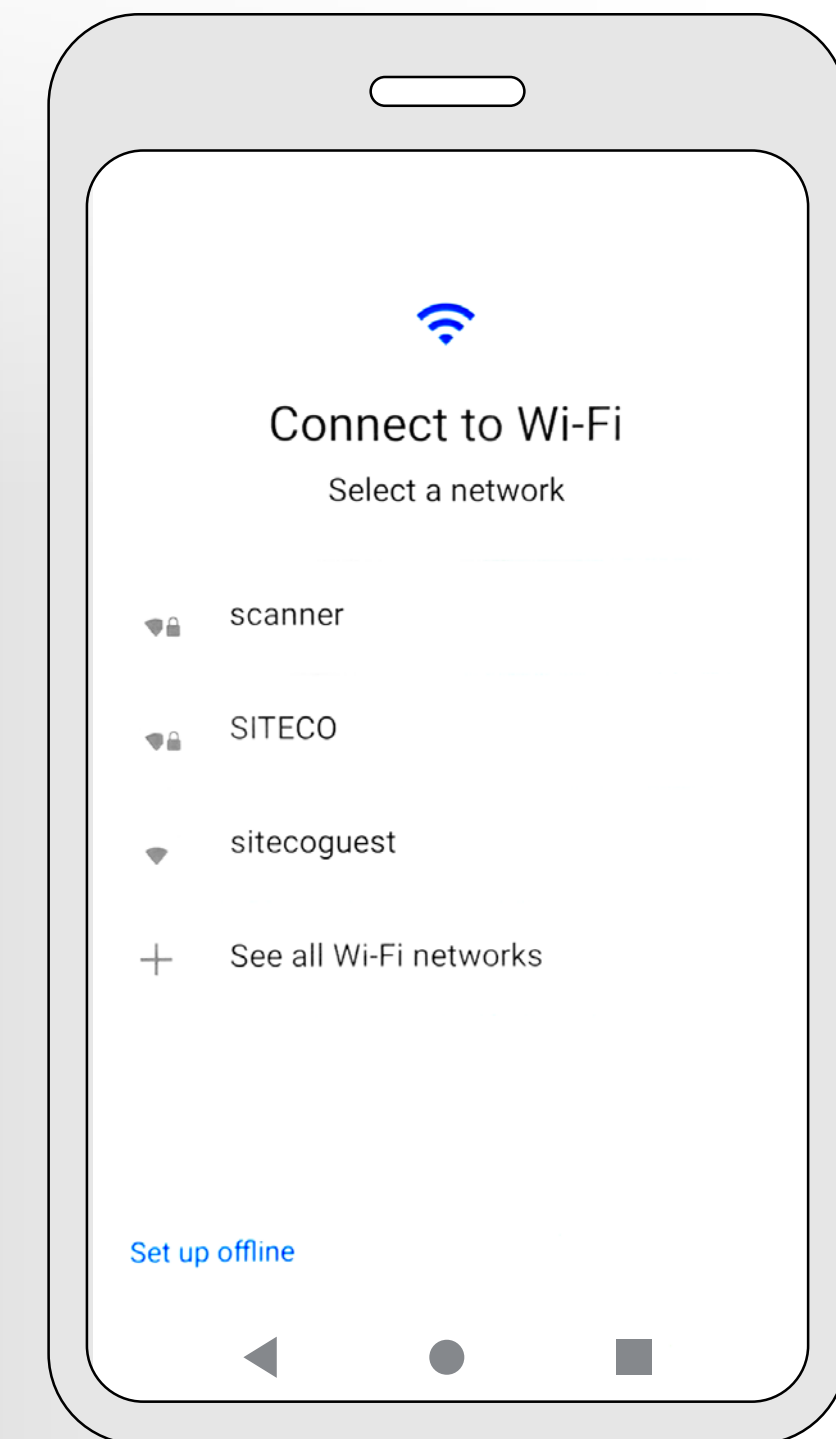 Connect to Wi-Fi
Select a network
scanner
SITECO
sitecoguest
See all Wi-Fi networks
Set up offline